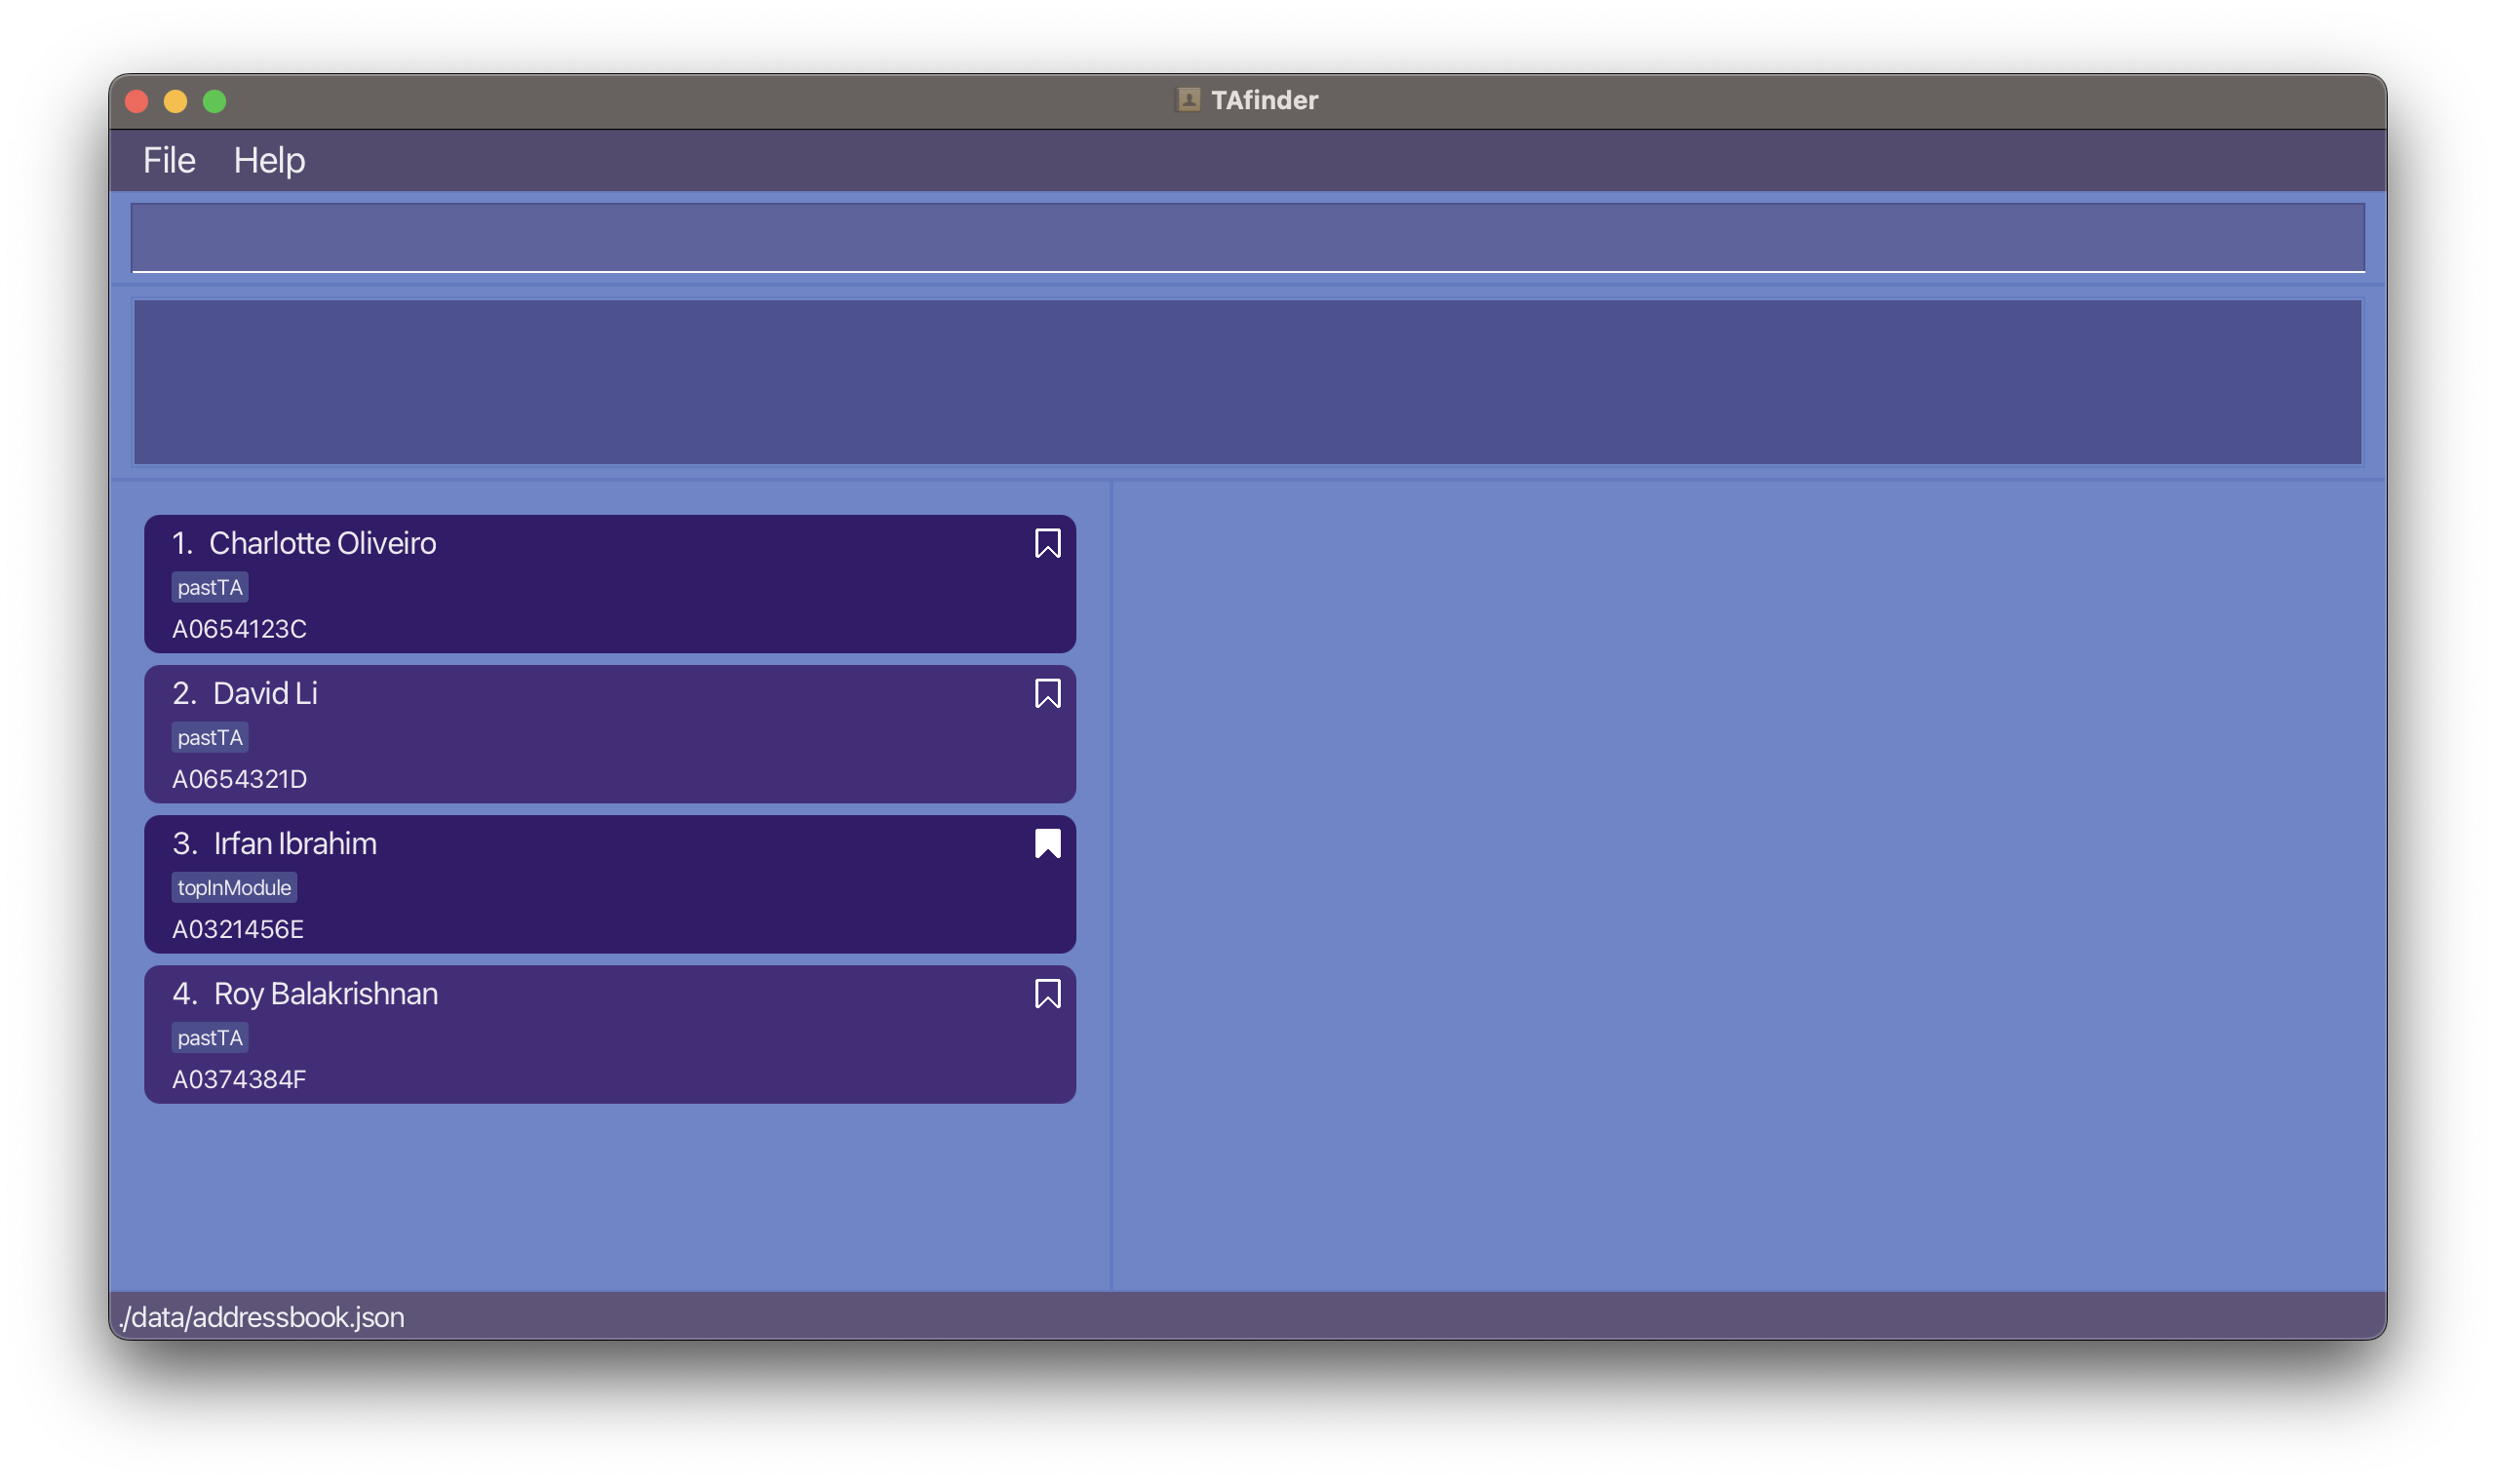 TAfinder
File Help
1. Charlotte Oliveiro
pastTA
A0654123C
2. David Li
pastTA
A0654321D
3. Irfan Ibrahim
topInModule
A0321456E
4. Roy Balakrishnan
pastTA
A0374384F
./data/addressbook.json